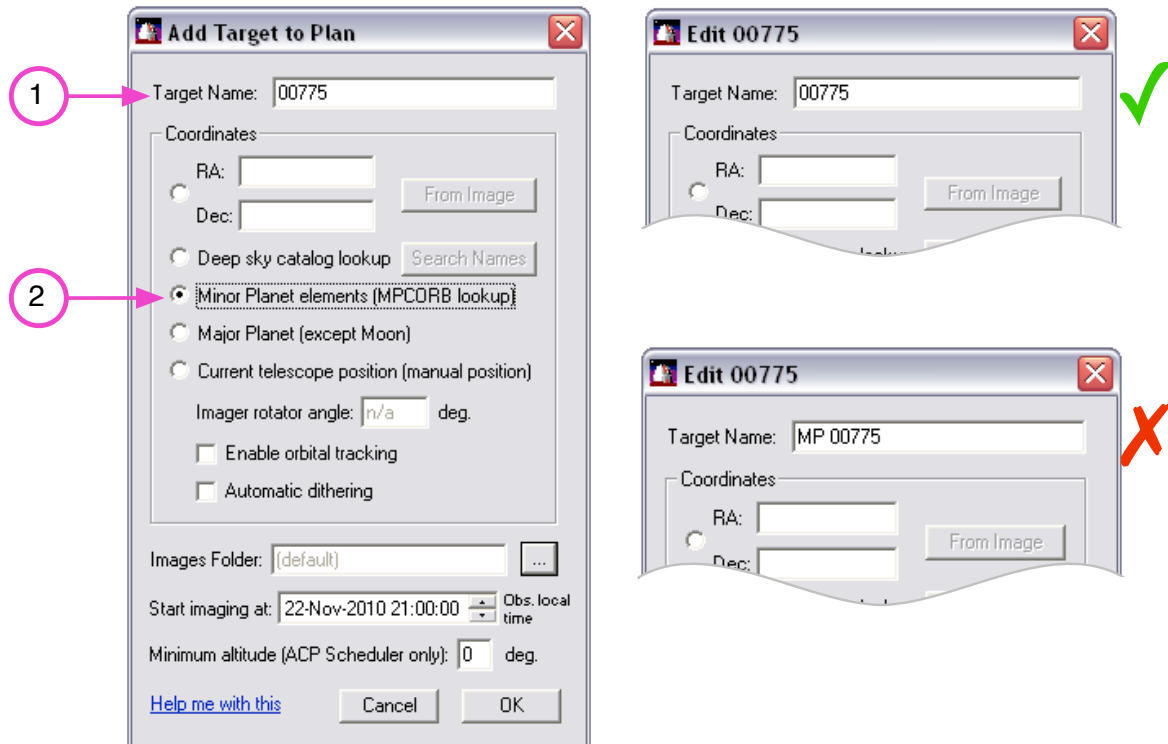 1
2
Add Target to Plan
Target Name: 00775
Coordinates
RA:
From Image
Dec:
Deep sky catalog lookup Search Names
Minor Planet elements (MPCORB lookup)
Major Planet (except Moon)
Current telescope position (manual position)
Imager rotator angle: n/a deg.
Enable orbital tracking
Automatic dithering
Images Folder: (default) ...
Start imaging at: 22-Nov-2010 21:00:00 Obs. local
time
Minimum altitude (ACP Scheduler only): 0 deg.
Help me with this Cancel OK
Edit 00775
Target Name: 00775
Coordinates
RA:
From Image
Dec:
Edit 00775
Target Name: MP 00775
Coordinates
RA:
From Image
Dec: